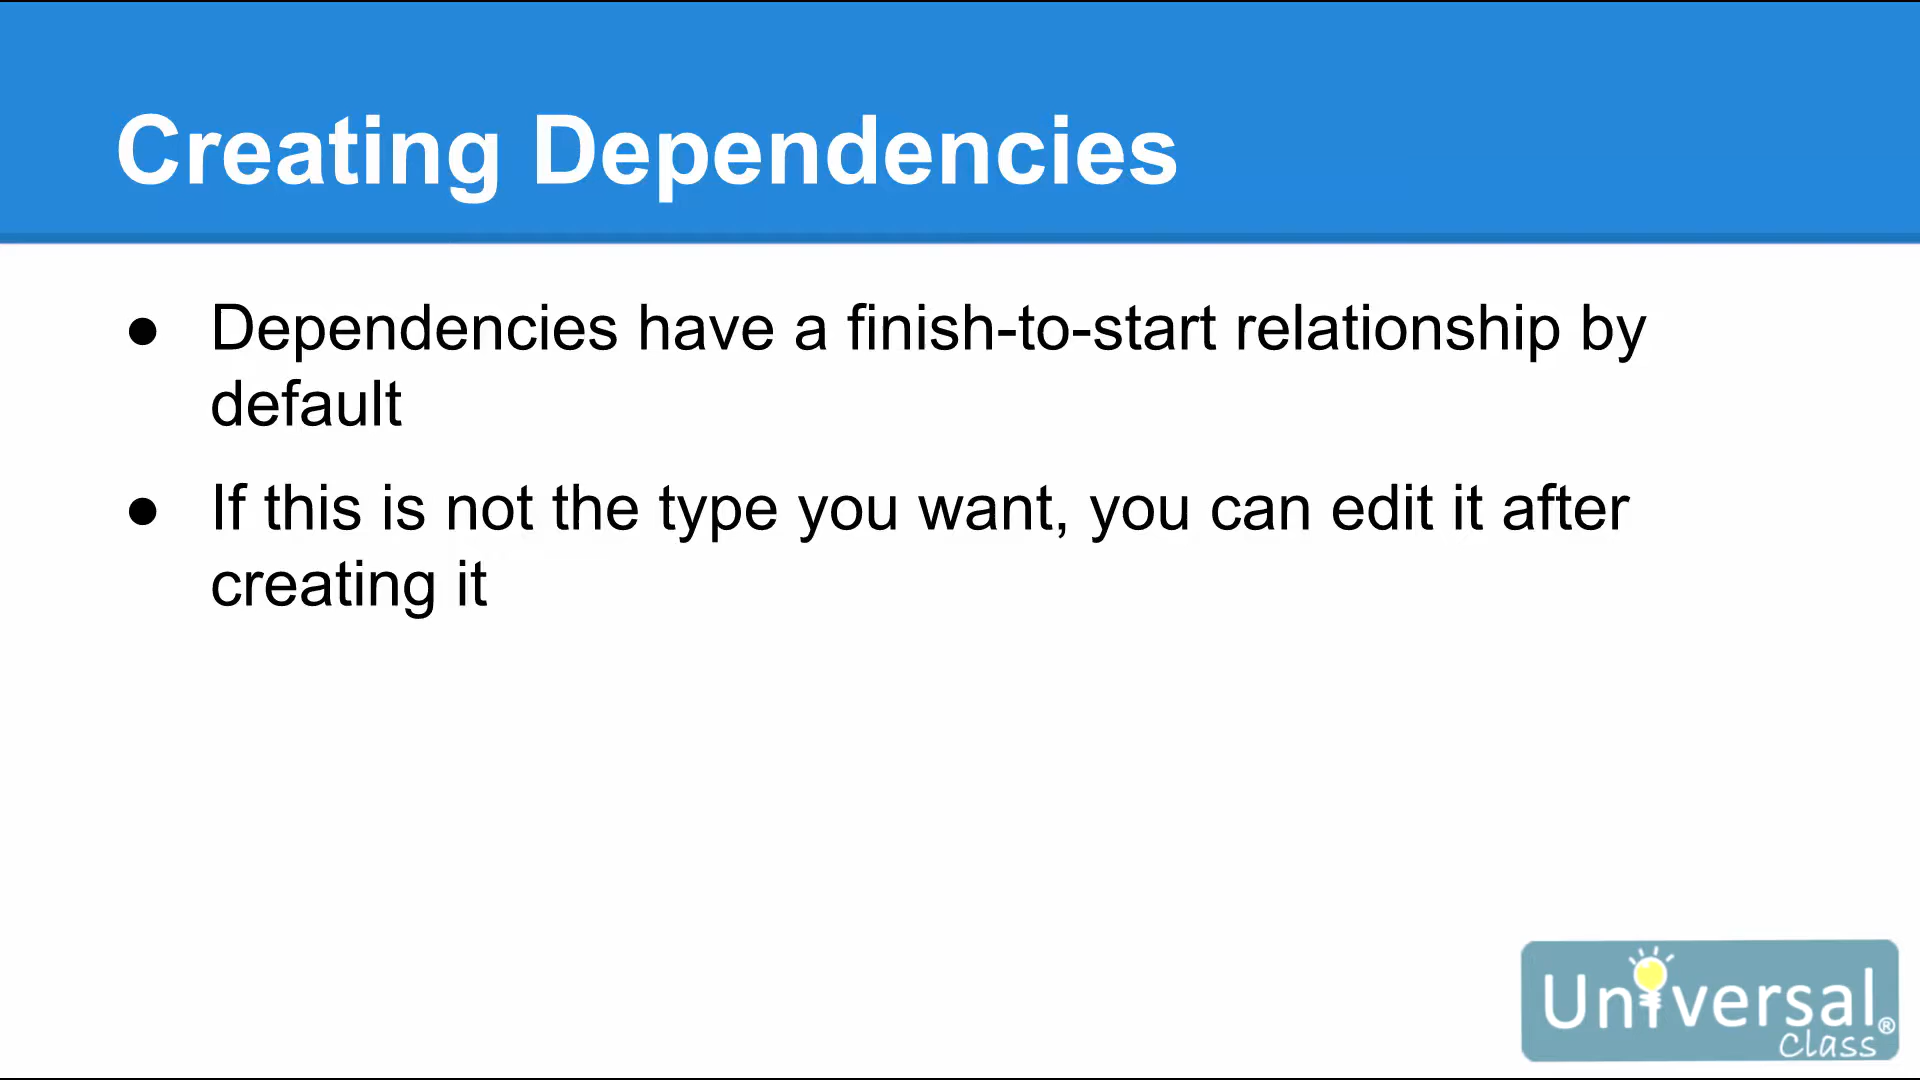 Creating Dependencies
● Dependencies have a finish-to-start relationship by
default
● If this is not the type you want, you can edit it after
creating it
Universal®
Class